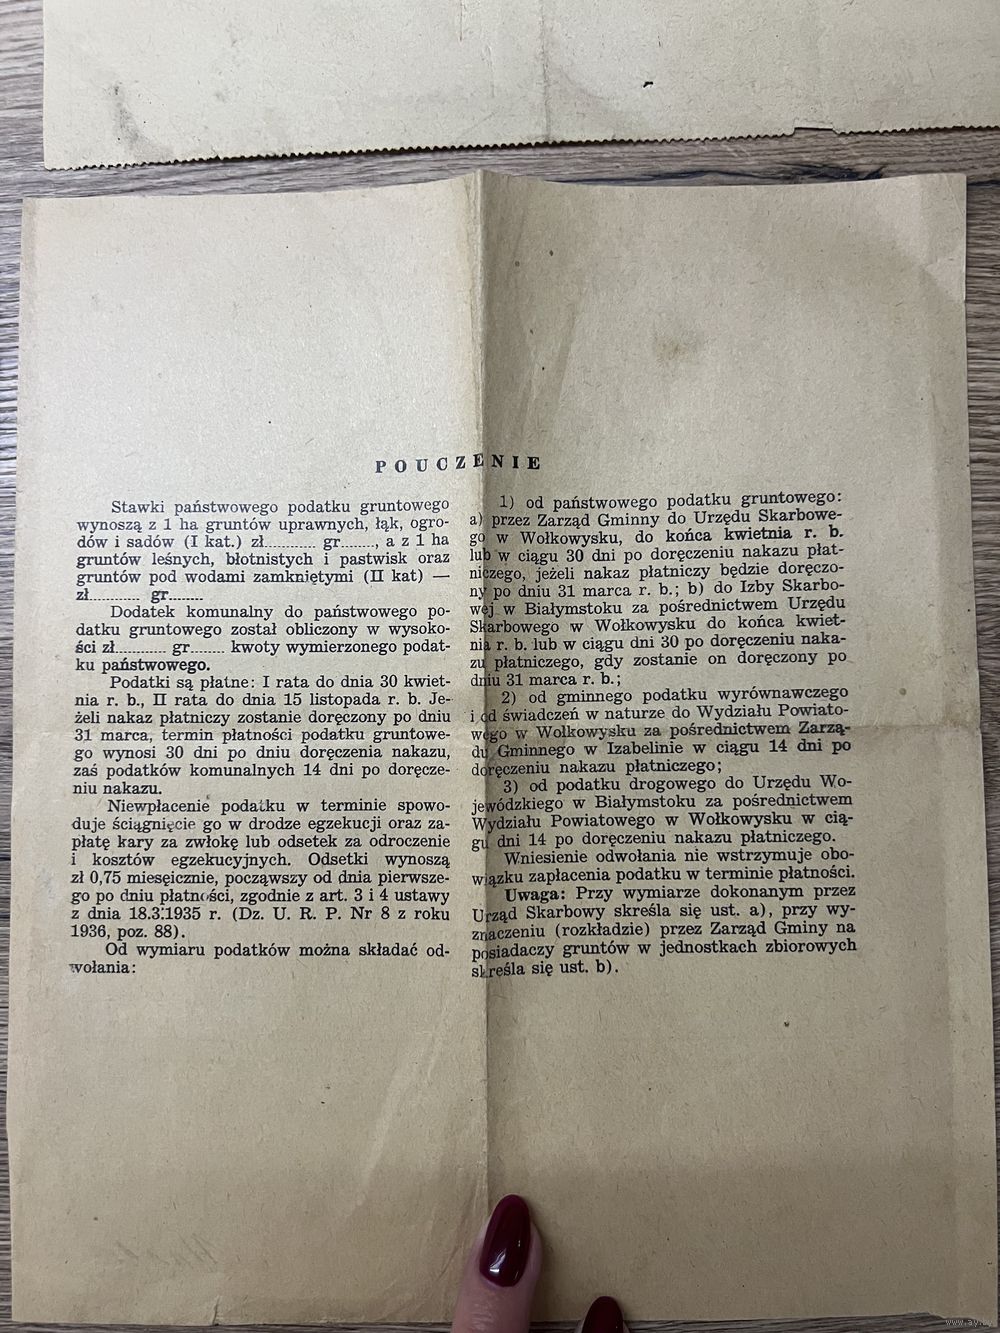 POUCZENIE
Stawki państwowego podatku gruntowego
wynoszą z 1 ha gruntów uprawnych, łąk, ogro-
dów i sadów (I kat.) zł............ gr........, a z 1 ha
gruntów leśnych, błotnistych i pastwisk oraz
gruntów pod wodami zamkniętymi (II kat) —
zł............ gr........
Dodatek komunalny do państwowego po-
datku gruntowego został obliczony w wysoko-
ści zł............ gr........ kwoty wymierzonego podat-
ku państwowego.
Podatki są płatne: I rata do dnia 30 kwiet-
nia r. b., II rata do dnia 15 listopada r. b. Je-
żeli nakaz płatniczy zostanie doręczony po dniu
31 marca, termin płatności podatku gruntowe-
go wynosi 30 dni po dniu doręczenia nakazu,
zaś podatków komunalnych 14 dni po doręcze-
niu nakazu.
Niewpłacenie podatku w terminie spowo-
duje ściągnięcie go w drodze egzekucji oraz za-
płatę kary za zwłokę lub odsetek za odroczenie
i kosztów egzekucyjnych. Odsetki wynoszą
zł 0,75 miesęicznie, począwszy od dnia pierwsze-
go po dniu płatności, zgodnie z art. 3 i 4 ustawy
z dnia 18.3.1935 r. (Dz. U. R. P. Nr 8 z roku
1936, poz. 88).
Od wymiaru podatków można składać od-
wołania:
1) od państwowego podatku gruntowego:
a) przez Zarząd Gminny do Urzędu Skarbowe-
go w Wołkowysku, do końca kwietnia r. b.
lub w ciągu 30 dni po doręczeniu nakazu płat-
niczego, jeżeli nakaz płatniczy będzie doręczo-
ny po dniu 31 marca r. b.; b) do Izby Skarbo-
wej w Białymstoku za pośrednictwem Urzędu
Skarbowego w Wołkowysku do końca kwiet-
nia r. b. lub w ciągu dni 30 po doręczeniu naka-
zu płatniczego, gdy zostanie on doręczony po
dniu 31 marca r. b.;
2) od gminnego podatku wyrównawczego
i od świadczeń w naturze do Wydziału Powiato-
wego w Wolkowysku za pośrednictwem Zarzą-
du Gminnego w Izabelinie w ciągu 14 dni po
doręczeniu nakazu płatniczego;
3) od podatku drogowego do Urzędu Wo-
jewódzkiego w Białymstoku za pośrednictwem
Wydziału Powiatowego w Wołkowysku w cią-
gu dni 14 po doręczeniu nakazu płatniczego.
Wniesienie odwołania nie wstrzymuje obo-
wiązku zapłacenia podatku w terminie płatności.
Uwaga: Przy wymiarze dokonanym przez
Urząd Skarbowy skreśla się ust. a), przy wy-
znaczeniu (rozkładzie) przez Zarząd Gminy na
posiadaczy gruntów w jednostkach zbiorowych
skreśla się ust. b).
www.ay.by